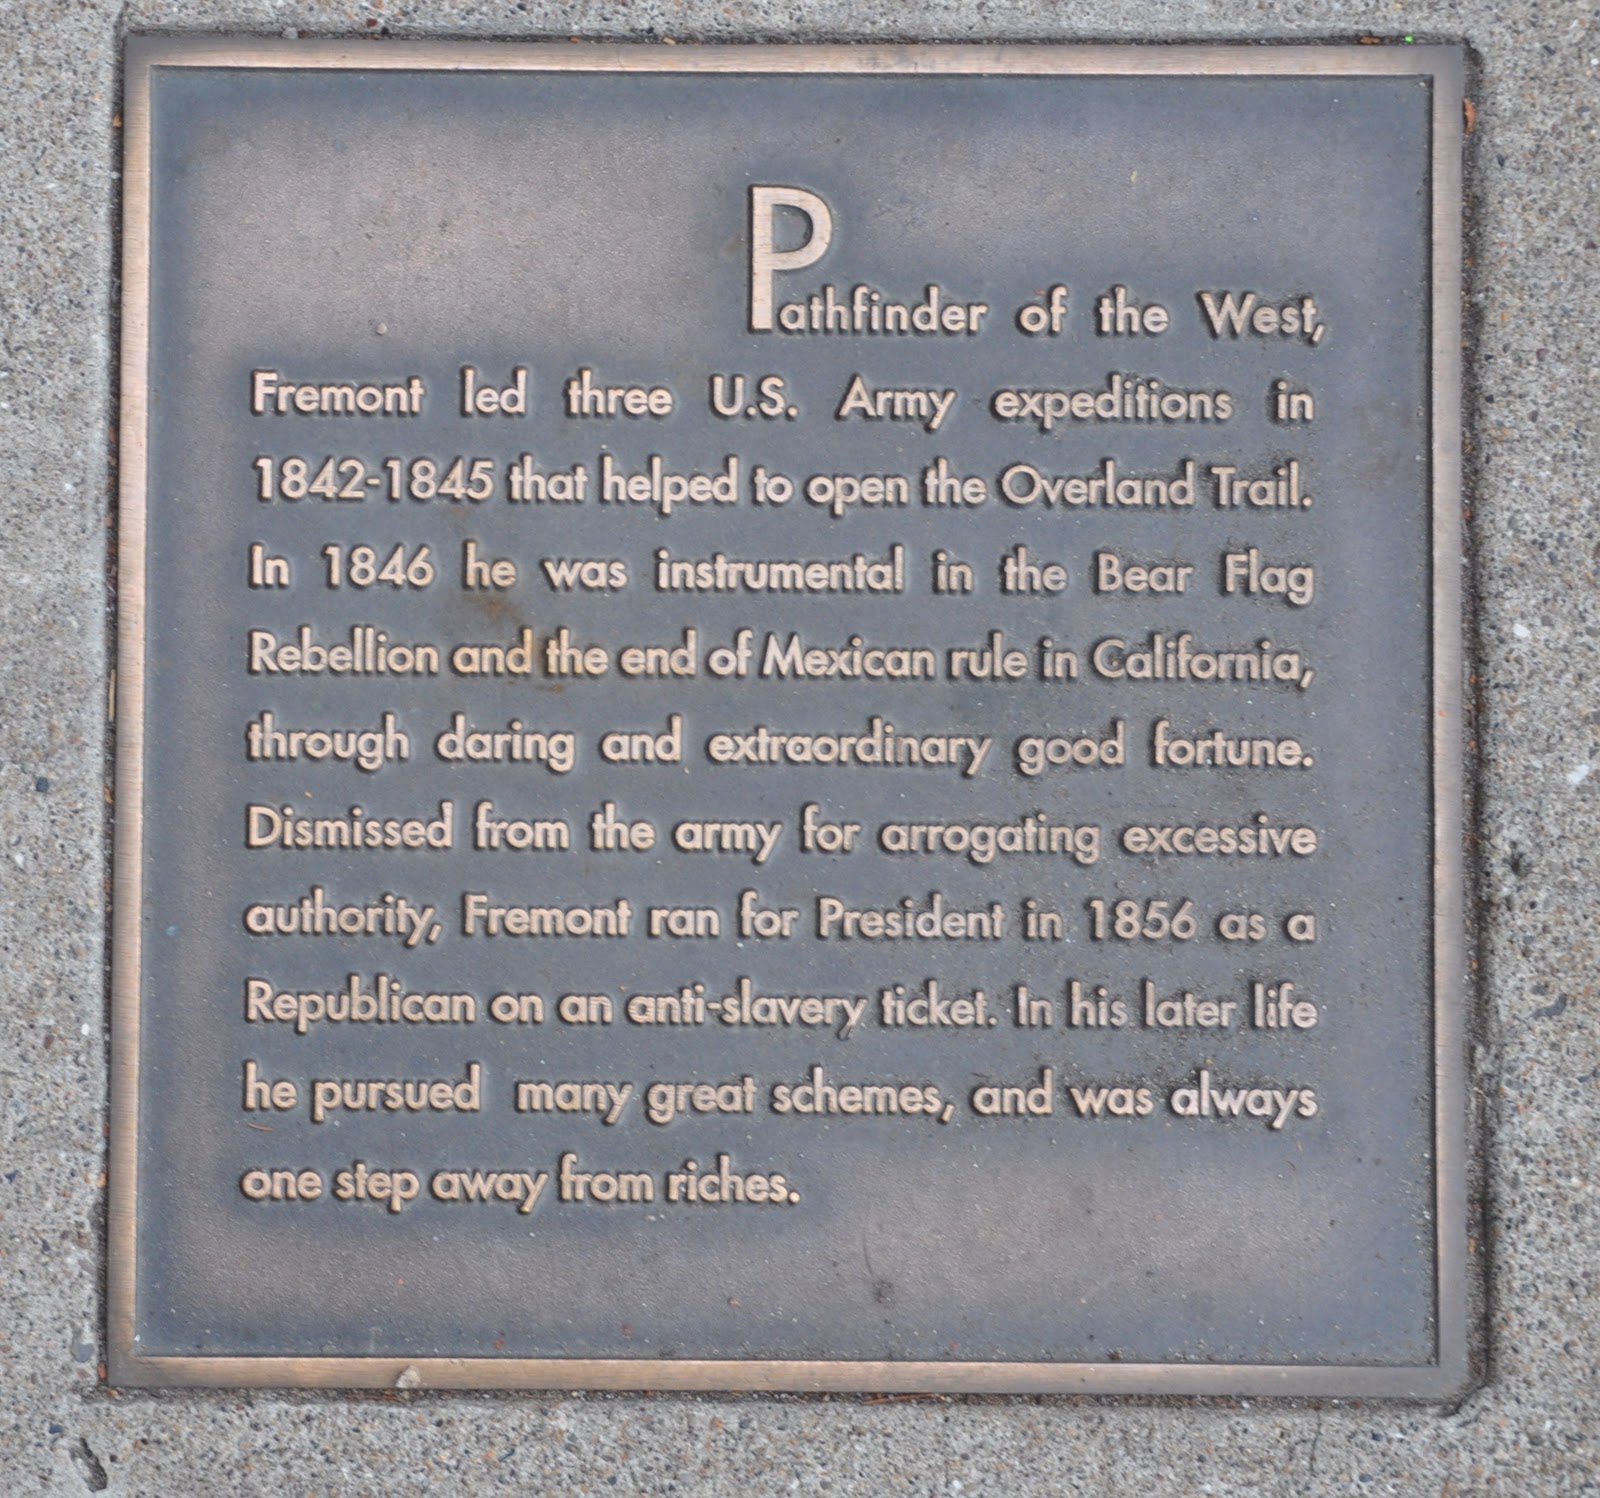 Pathfinder of the West,
Fremont led three U.S. Army expeditions in
1842-1845 that helped to open the Overland Trail.
In 1846 he was instrumental in the Bear Flag
Rebellion and the end of Mexican rule in California,
through daring and extraordinary good fortune.
Dismissed from the army for arrogating excessive
authority, Fremont ran for President in 1856 as a
Republican on an anti-slavery ticket. In his later life
he pursued many great schemes, and was always
one step away from riches.